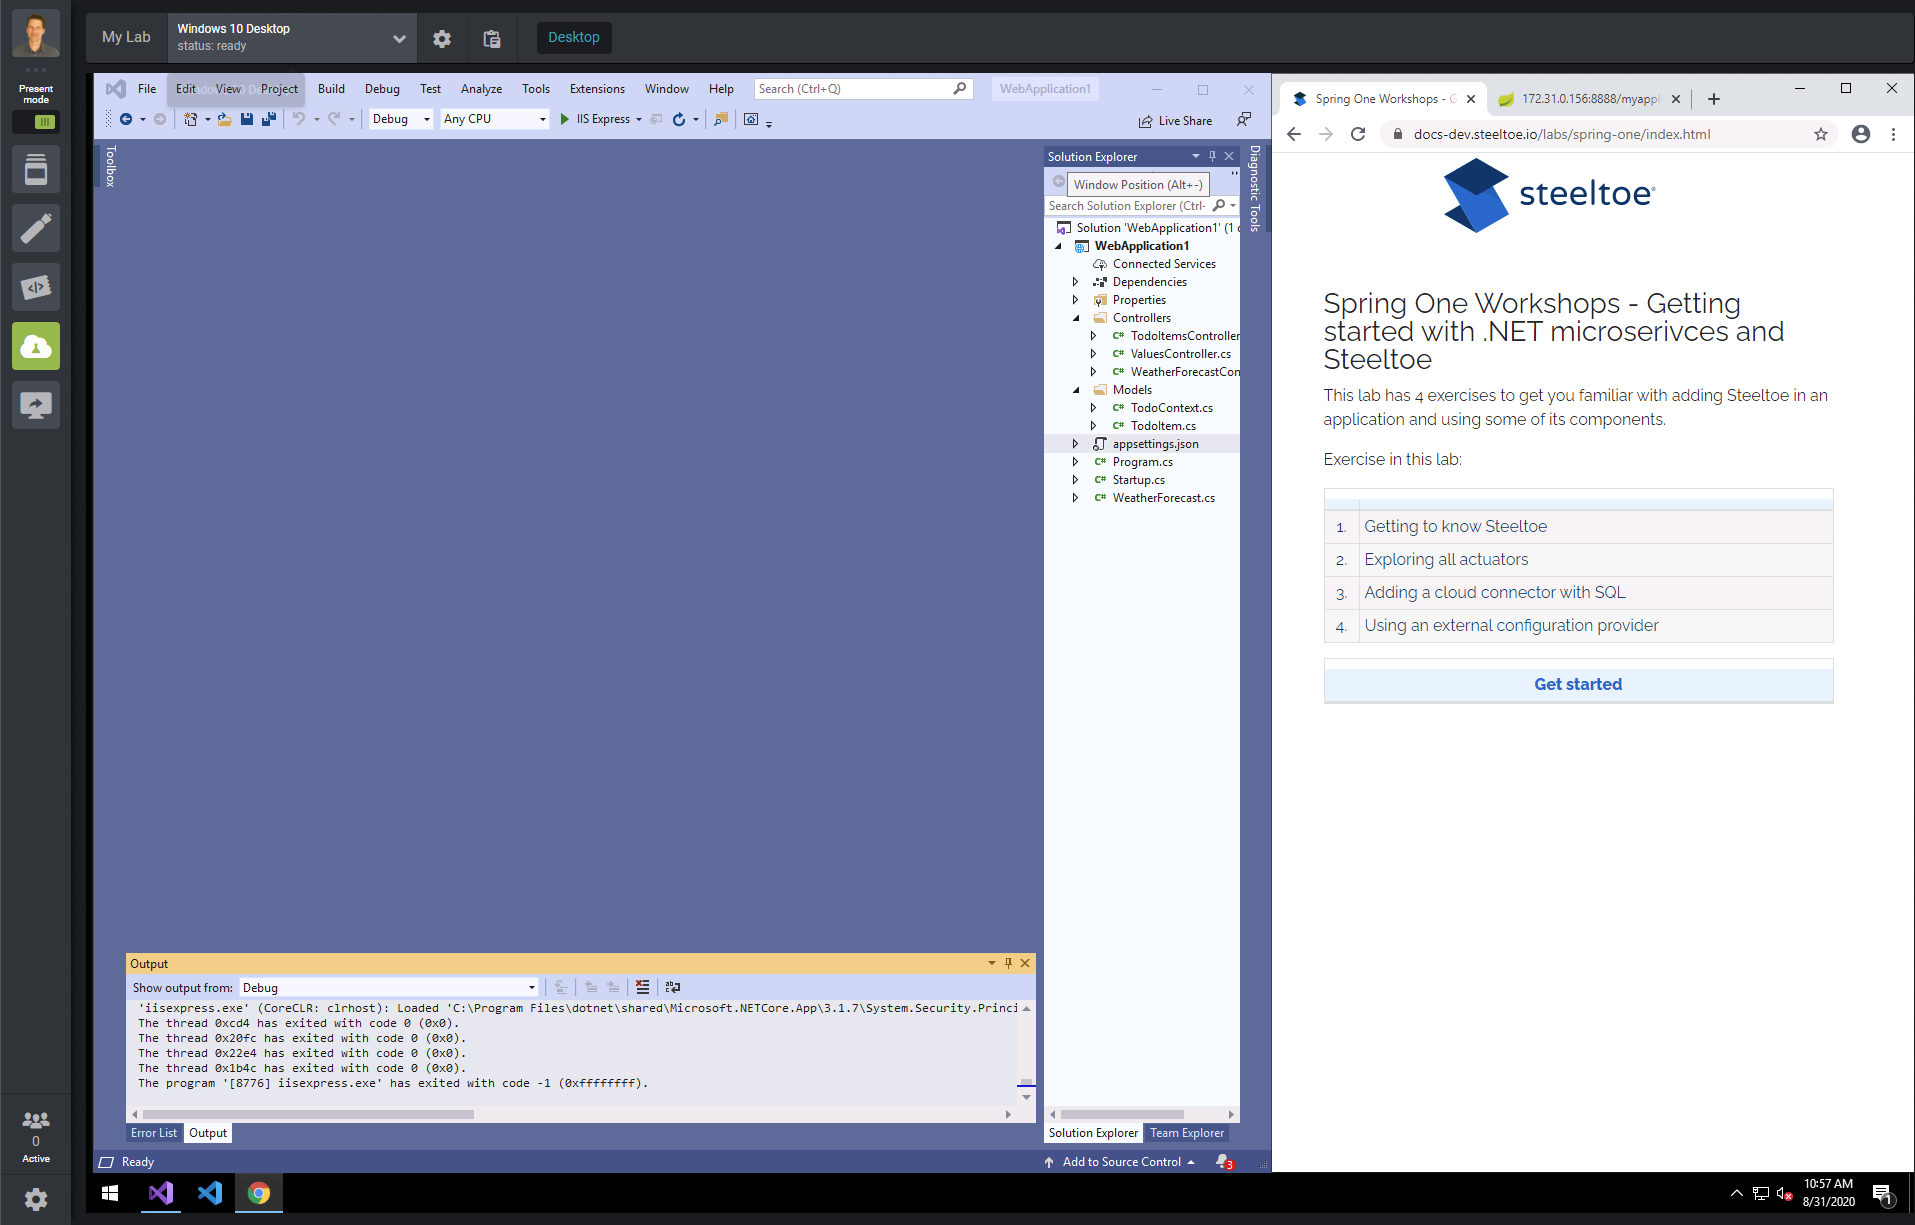 My Lab
Windows 10 Desktop
status: ready
Desktop
Present
mode
File Edit View Project Build Debug Test Analyze Tools Extensions Window Help Search (Ctrl+Q) WebApplication1
Debug Any CPU IIS Express Live Share
Toolbox
Solution Explorer
Window Position (Alt+-)
Search Solution Explorer (Ctrl-
Solution 'WebApplication1' (1
WebApplication1
Connected Services
Dependencies
Properties
Controllers
TodoItemsController
ValuesController.cs
WeatherForecastCon
Models
TodoContext.cs
TodoItem.cs
appsettings.json
Program.cs
Startup.cs
WeatherForecast.cs
Diagnostic Tools
Output
Show output from: Debug
'iisexpress.exe' (CoreCLR: clrhost): Loaded 'C:\Program Files\dotnet\shared\Microsoft.NETCore.App\3.1.7\System.Security.Princi
The thread 0xcd4 has exited with code 0 (0x0).
The thread 0x20fc has exited with code 0 (0x0).
The thread 0x22e4 has exited with code 0 (0x0).
The thread 0x1b4c has exited with code 0 (0x0).
The program '[8776] iisexpress.exe' has exited with code -1 (0xffffffff).
Error List Output
Solution Explorer Team Explorer
Ready
Add to Source Control
3
Spring One Workshops - G
172.31.0.156:8888/myappl
docs-dev.steeltoe.io/labs/spring-one/index.html
steeltoe
Spring One Workshops - Getting
started with .NET microserivces and
Steeltoe
This lab has 4 exercises to get you familiar with adding Steeltoe in an
application and using some of its components.
Exercise in this lab:
1. Getting to know Steeltoe
2. Exploring all actuators
3. Adding a cloud connector with SQL
4. Using an external configuration provider
Get started
0
Active
10:57 AM
8/31/2020
1